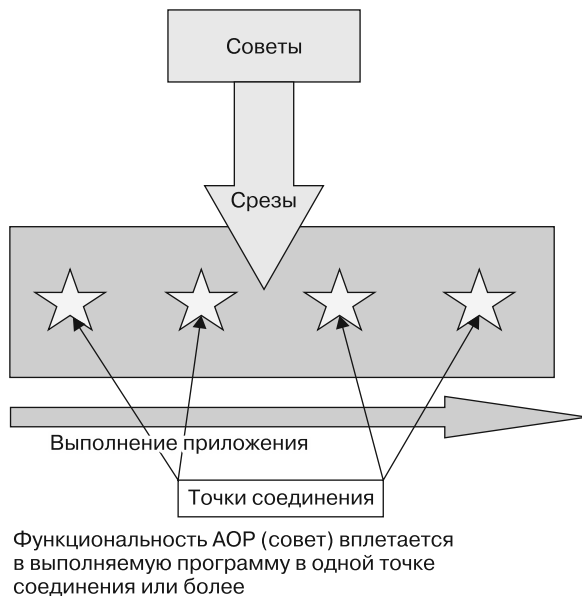 Советы
Срезы
Выполнение приложения
Точки соединения
Функциональность АОР (совет) вплетается
в выполняемую программу в одной точке
соединения или более